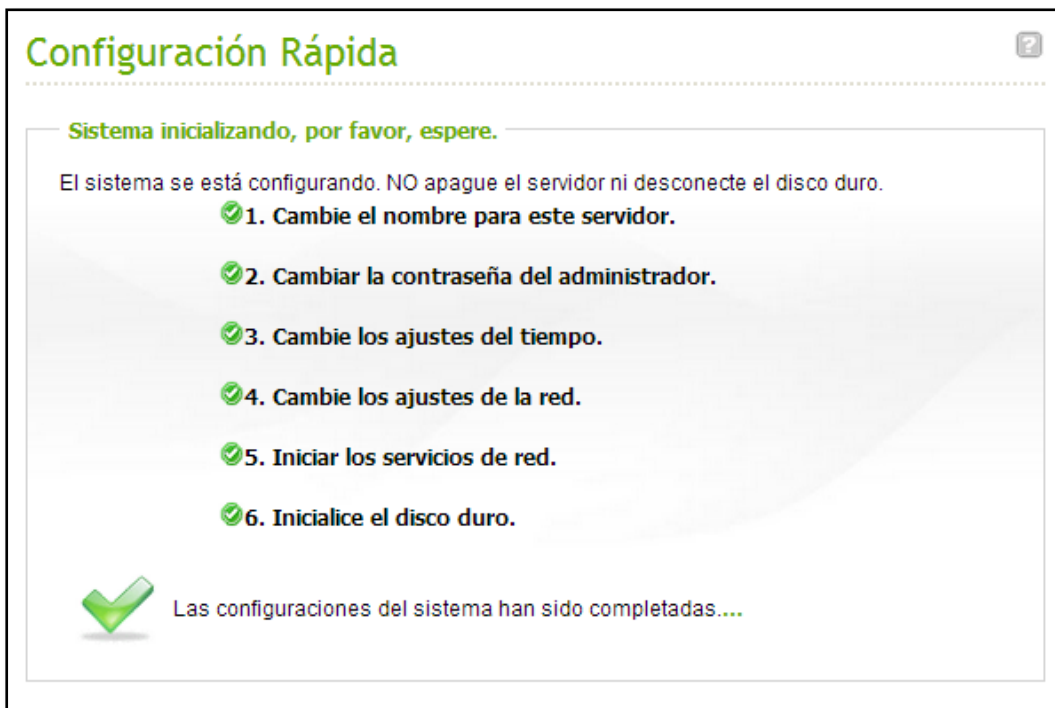 Configuración Rápida
?
Sistema inicializando, por favor, espere.
El sistema se está configurando. NO apague el servidor ni desconecte el disco duro.
1. Cambie el nombre para este servidor.
2. Cambiar la contraseña del administrador.
3. Cambie los ajustes del tiempo.
4. Cambie los ajustes de la red.
5. Iniciar los servicios de red.
6. Inicialice el disco duro.
Las configuraciones del sistema han sido completadas....